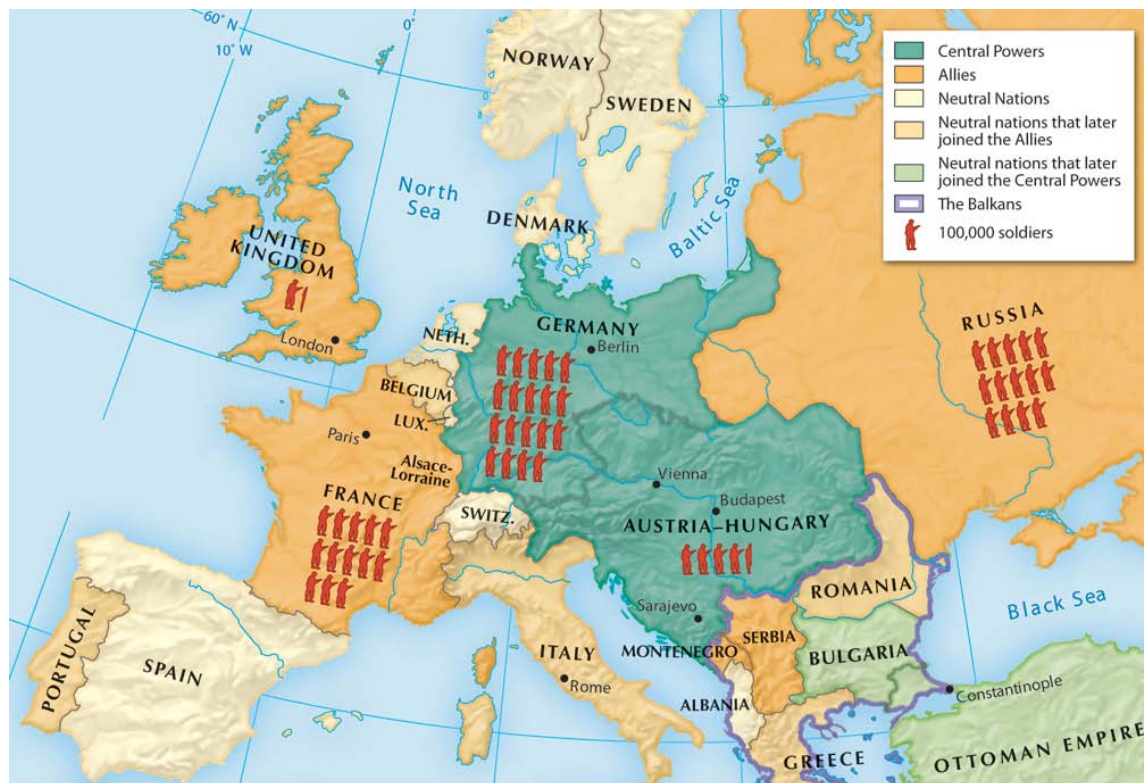 60°N
10°W
0°
NORWAY
SWEDEN
North
Sea
Baltic Sea
DENMARK
UNITED
KINGDOM
London
NETH.
GERMANY
Berlin
BELGIUM
LUX.
Paris
Alsace-
Lorraine
FRANCE
SWITZ.
Vienna
Budapest
AUSTRIA–HUNGARY
RUSSIA
Sarajevo
ROMANIA
Black Sea
SERBIA
MONTENEGRO
BULGARIA
ITALY
Rome
ALBANIA
Constantinople
GREECE
OTTOMAN EMPIRE
PORTUGAL
SPAIN
Central Powers
Allies
Neutral Nations
Neutral nations that later
joined the Allies
Neutral nations that later
joined the Central Powers
The Balkans
100,000 soldiers